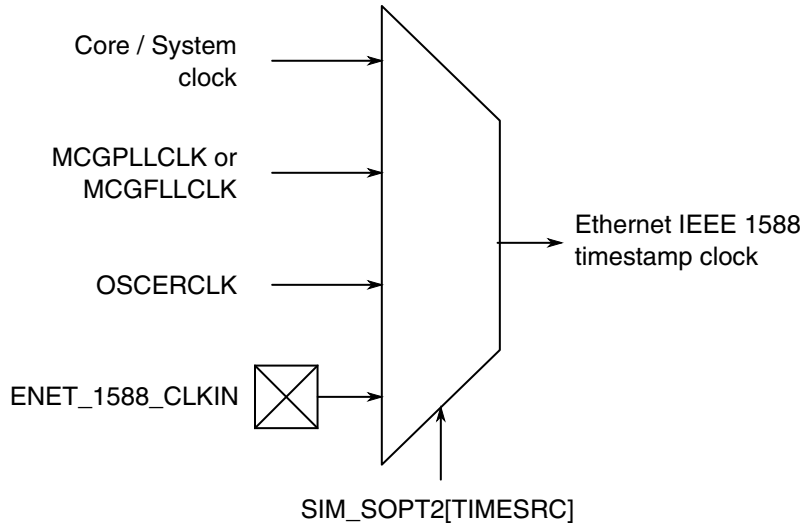 Core / System
clock
MCGPLLCLK or
MCGFLLCLK
OSCERCLK
ENET_1588_CLKIN
Ethernet IEEE 1588
timestamp clock
SIM_SOPT2[TIMESRC]